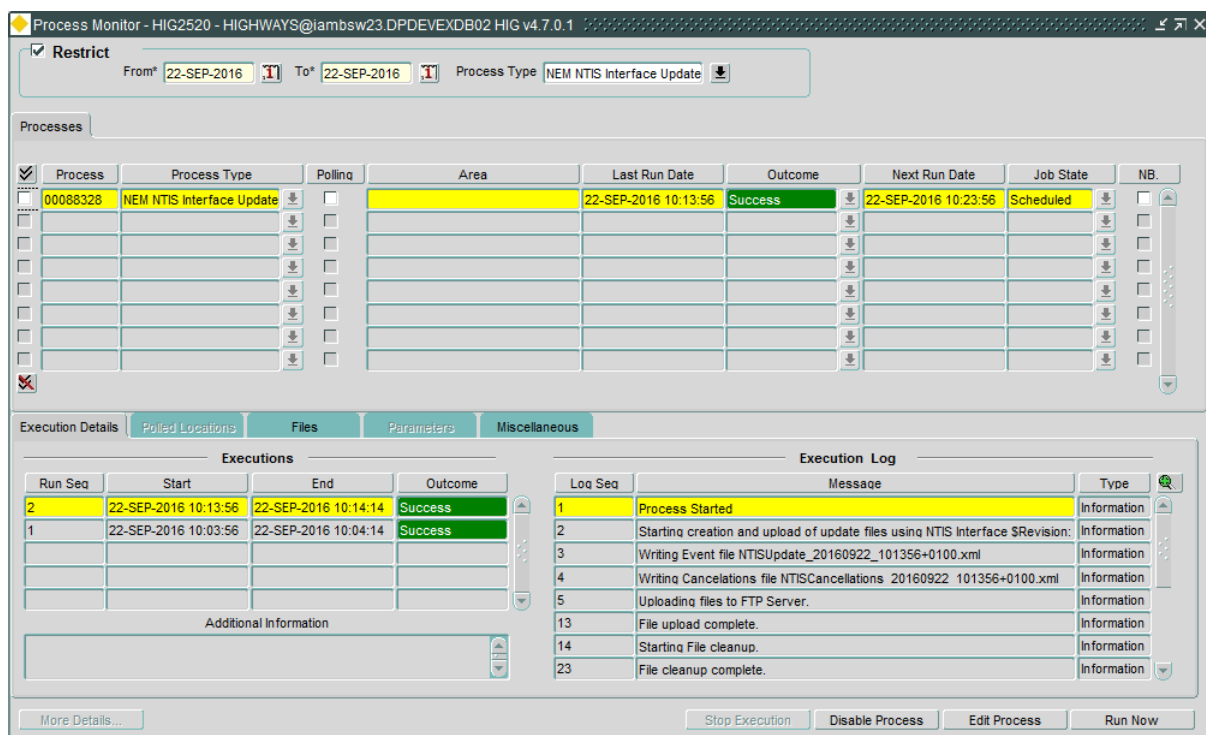 Process Monitor - HIG2520 - HIGHWAYS@iambsw23.DPDEVEXDB02 HIG v4.7.0.1
Restrict
From* 22-SEP-2016 To* 22-SEP-2016 Process Type NEM NTIS Interface Update
Processes
Process Process Type Polling Area Last Run Date Outcome Next Run Date Job State NB.
00088328 NEM NTIS Interface Update 22-SEP-2016 10:13:56 Success 22-SEP-2016 10:23:56 Scheduled
Execution Details Polled Locations Files Parameters Miscellaneous
Executions Execution Log
Run Seq Start End Outcome Log Seq Message Type
2 22-SEP-2016 10:13:56 22-SEP-2016 10:14:14 Success 1 Process Started Information
1 22-SEP-2016 10:03:56 22-SEP-2016 10:04:14 Success 2 Starting creation and upload of update files using NTIS Interface $Revision: Information
3 Writing Event file NTISUpdate_20160922_101356+0100.xml Information
4 Writing Cancelations file NTISCancellations_20160922_101356+0100.xml Information
5 Uploading files to FTP Server. Information
Additional Information 13 File upload complete. Information
14 Starting File cleanup. Information
23 File cleanup complete. Information
More Details... Stop Execution Disable Process Edit Process Run Now